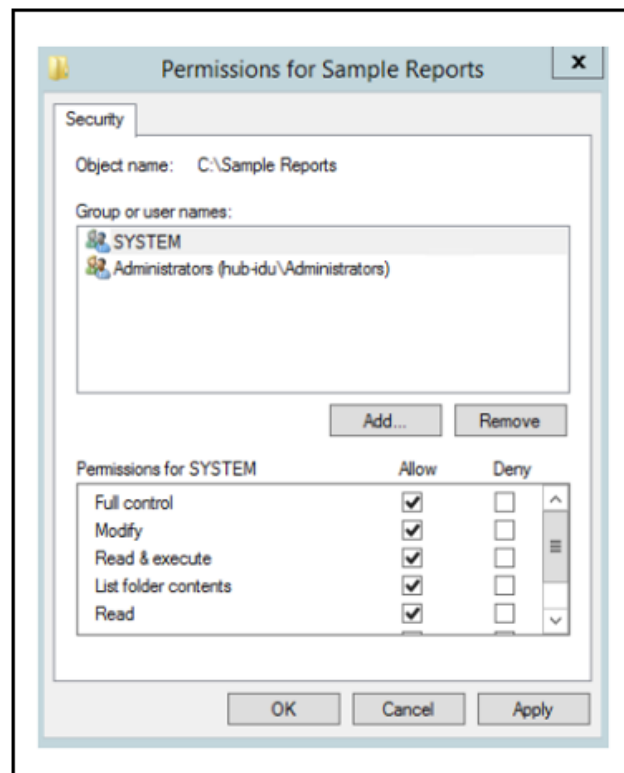 Permissions for Sample Reports
x
Security
Object name: C:\Sample Reports
Group or user names:
SYSTEM
Administrators (hub-idu\Administrators)
Add... Remove
Permissions for SYSTEM Allow Deny
Full control
Modify
Read & execute
List folder contents
Read
OK Cancel Apply